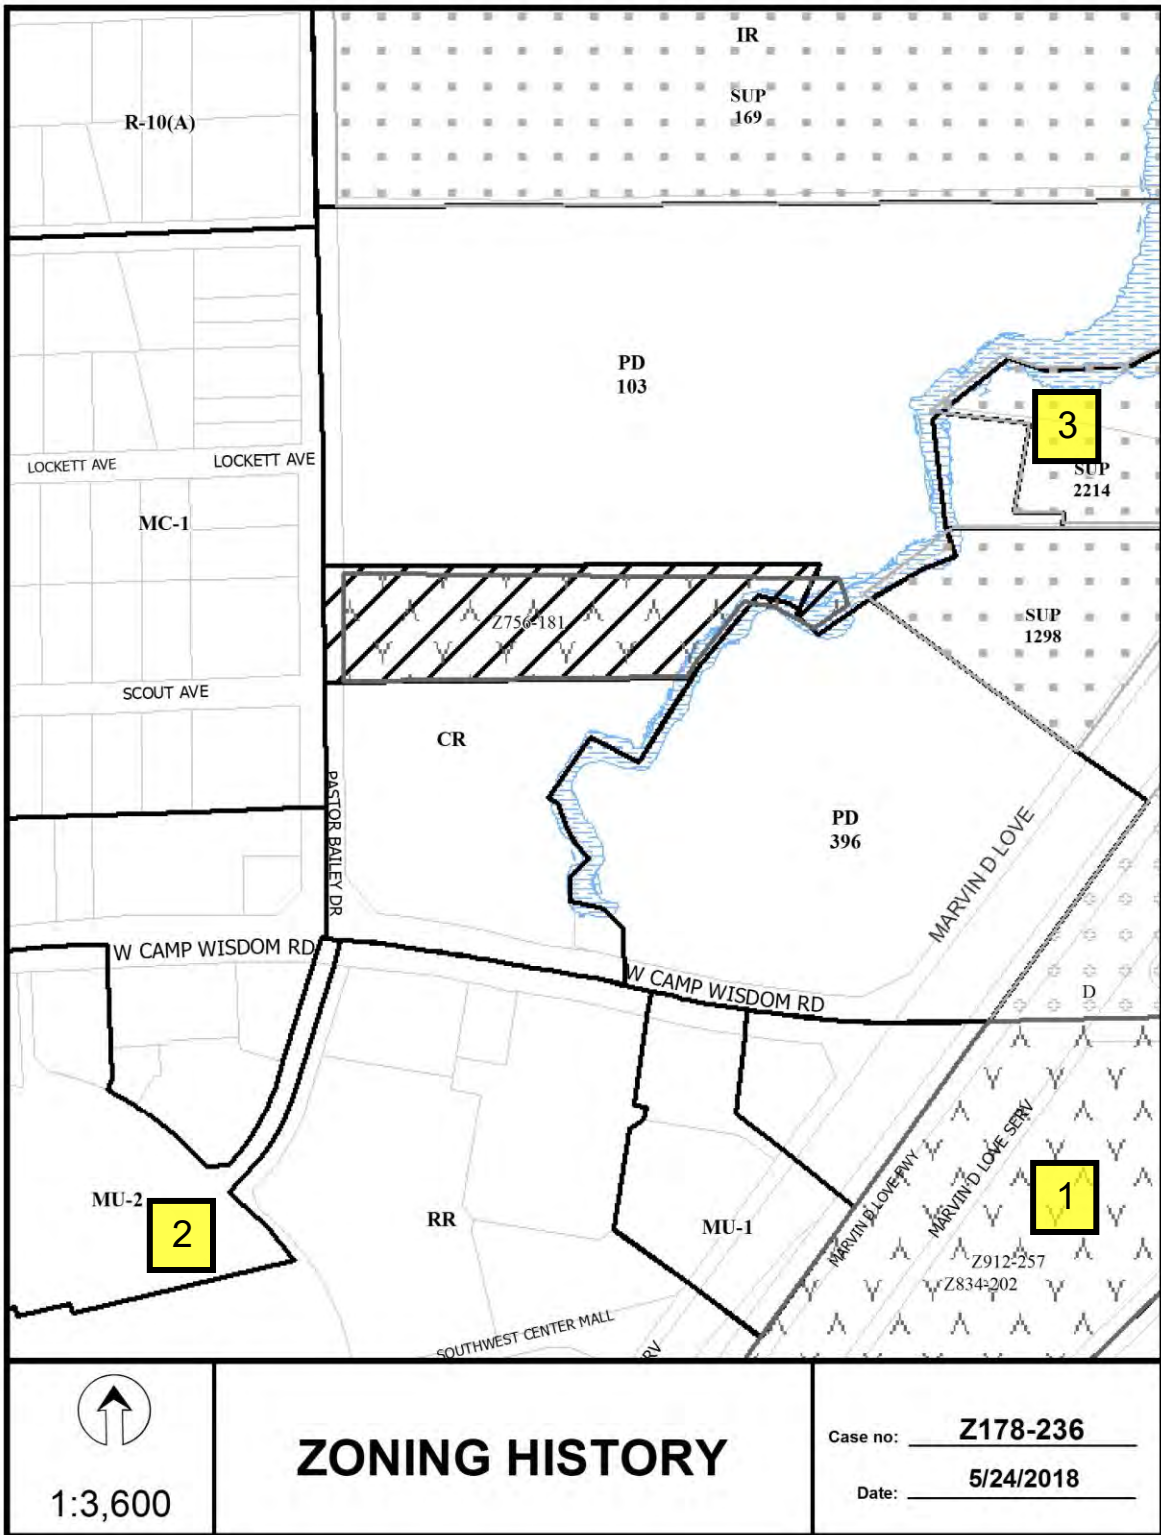 IR
SUP
169
R-10(A)
PD
103
3
SUP
2214
LOCKETT AVE
LOCKETT AVE
MC-1
Z756-181
SUP
1298
SCOUT AVE
CR
PASTOR BAILEY DR
PD
396
MARVIN D LOVE
W CAMP WISDOM RD
W CAMP WISDOM RD
D
MARVIN D LOVE FWY
MARVIN D LOVE SERV
1
MU-2
2
RR
MU-1
Z912-257
Z834-202
SOUTHWEST CENTER MALL
RV
1:3,600
ZONING HISTORY
Case no: Z178-236
Date: 5/24/2018